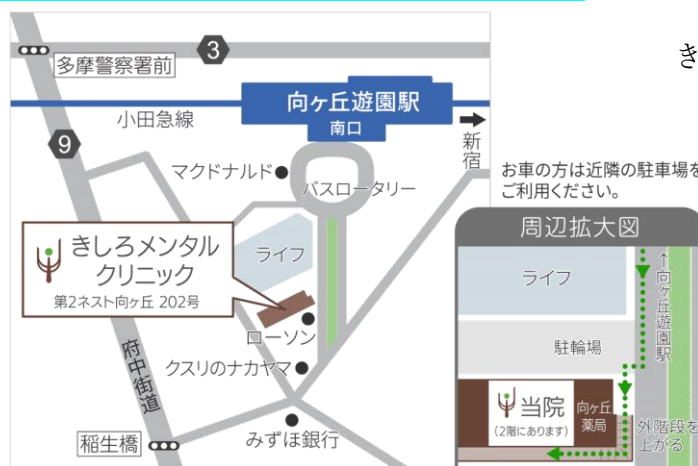 き
3
多摩警察署前
向ヶ丘遊園駅
南口
小田急線
新宿
9
マクドナルド
バスロータリー
お車の方は近隣の駐車場を
ご利用ください。
周辺拡大図
きしろメンタル
クリニック
第2ネスト向ヶ丘 202号
ライフ
ローソン
クスリのナカヤマ
府中街道
稲生橋
みずほ銀行
ライフ
↑向ヶ丘遊園駅
駐輪場
当院
(2階にあります)
向ヶ丘
薬局
外階段を
上がる